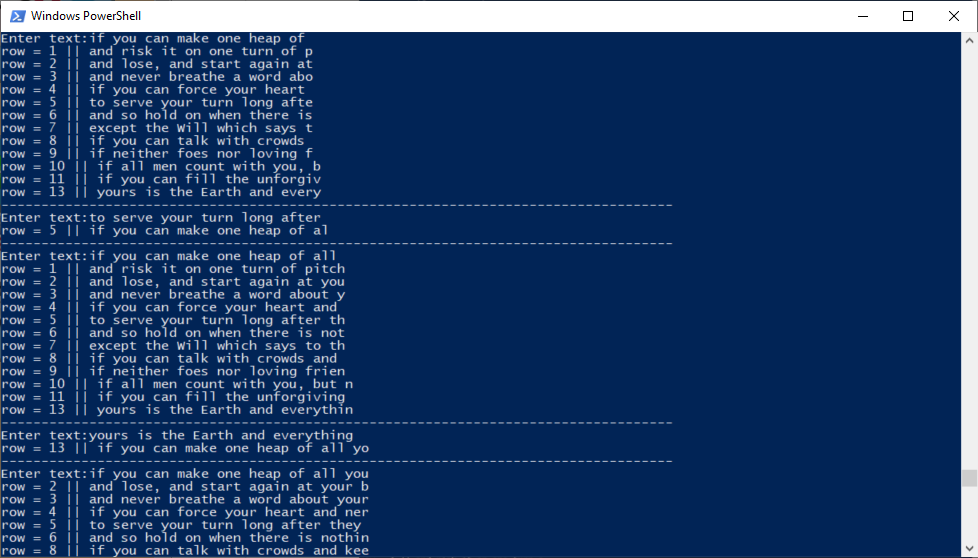 Windows PowerShell
Enter text:if you can make one heap of
row = 1 || and risk it on one turn of p
row = 2 || and lose, and start again at
row = 3 || and never breathe a word abo
row = 4 || if you can force your heart
row = 5 || to serve your turn long afte
row = 6 || and so hold on when there is
row = 7 || except the Will which says t
row = 8 || if you can talk with crowds
row = 9 || if neither foes nor loving f
row = 10 || if all men count with you, b
row = 11 || if you can fill the unforgiv
row = 13 || yours is the Earth and every
------------------------------------------------------------------------------------
Enter text:to serve your turn long after
row = 5 || if you can make one heap of al
------------------------------------------------------------------------------------
Enter text:if you can make one heap of all
row = 1 || and risk it on one turn of pitch
row = 2 || and lose, and start again at you
row = 3 || and never breathe a word about y
row = 4 || if you can force your heart and
row = 5 || to serve your turn long after th
row = 6 || and so hold on when there is not
row = 7 || except the Will which says to th
row = 8 || if you can talk with crowds and
row = 9 || if neither foes nor loving frien
row = 10 || if all men count with you, but n
row = 11 || if you can fill the unforgiving
row = 13 || yours is the Earth and everythin
------------------------------------------------------------------------------------
Enter text:yours is the Earth and everything
row = 13 || if you can make one heap of all yo
------------------------------------------------------------------------------------
Enter text:if you can make one heap of all you
row = 2 || and lose, and start again at your b
row = 3 || and never breathe a word about your
row = 4 || if you can force your heart and ner
row = 5 || to serve your turn long after they
row = 6 || and so hold on when there is nothin
row = 8 || if you can talk with crowds and kee